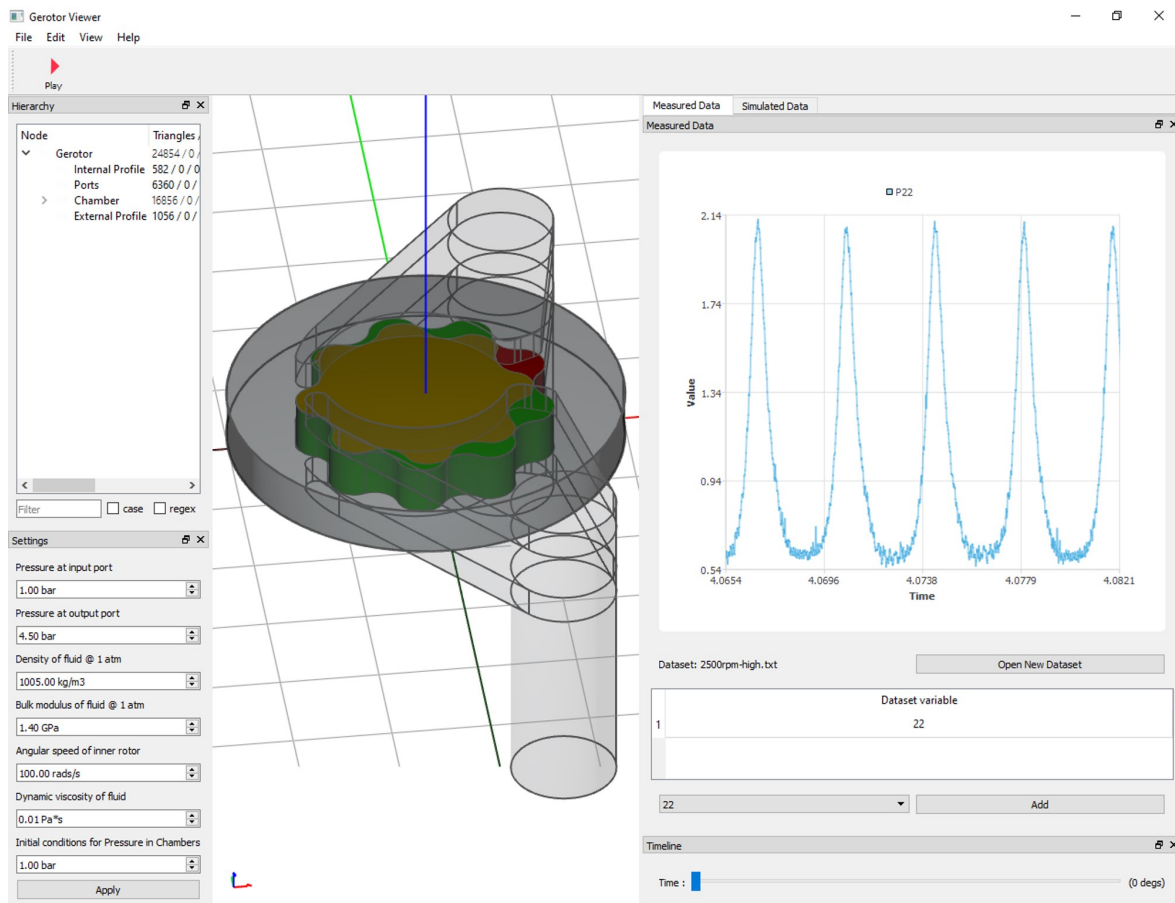 Gerotor Viewer
File Edit View Help
Play
Hierarchy
Node Triangles /
Gerotor 24854 / 0 /
Internal Profile 582 / 0 / 0
Ports 6360 / 0 /
Chamber 16856 / 0 /
External Profile 1056 / 0 /
Filter case regex
Settings
Pressure at input port
1.00 bar
Pressure at output port
4.50 bar
Density of fluid @ 1 atm
1005.00 kg/m3
Bulk modulus of fluid @ 1 atm
1.40 GPa
Angular speed of inner rotor
100.00 rads/s
Dynamic viscosity of fluid
0.01 Pa*s
Initial conditions for Pressure in Chambers
1.00 bar
Apply
Measured Data Simulated Data
Measured Data
P22
2.14
1.74
1.34
0.94
0.54
Value
4.0654 4.0696 4.0738 4.0779 4.0821
Time
Dataset: 2500rpm-high.txt Open New Dataset
Dataset variable
1 22
22 Add
Timeline
Time : (0 degs)